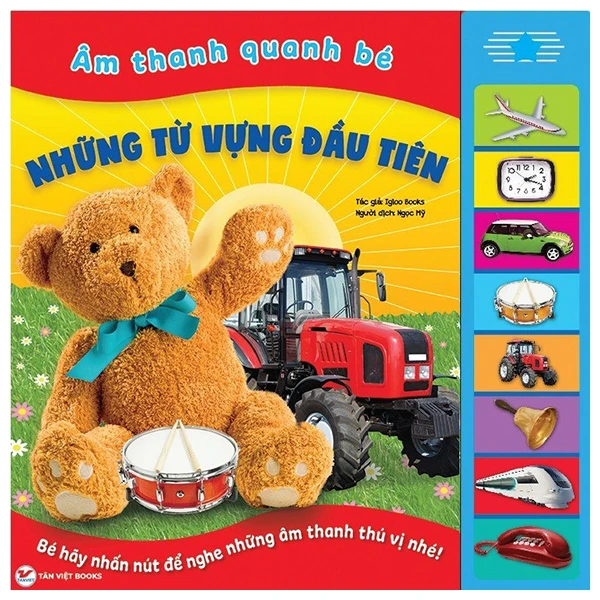 Âm thanh quanh bé
NHỮNG TỪ VỰNG ĐẦU TIÊN
Tác giả: Igloo Books
Người dịch: Ngọc Mỹ
Bé hãy nhấn nút để nghe những âm thanh thú vị nhé!
TANVIET
TÂN VIỆT BOOKS